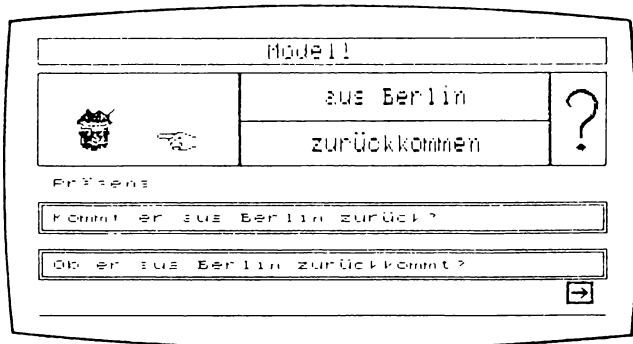 Modell
aus Berlin
?
zurückkommen
Präsens
Kommt er aus Berlin zurück?
Ob er aus Berlin zurückkommt?